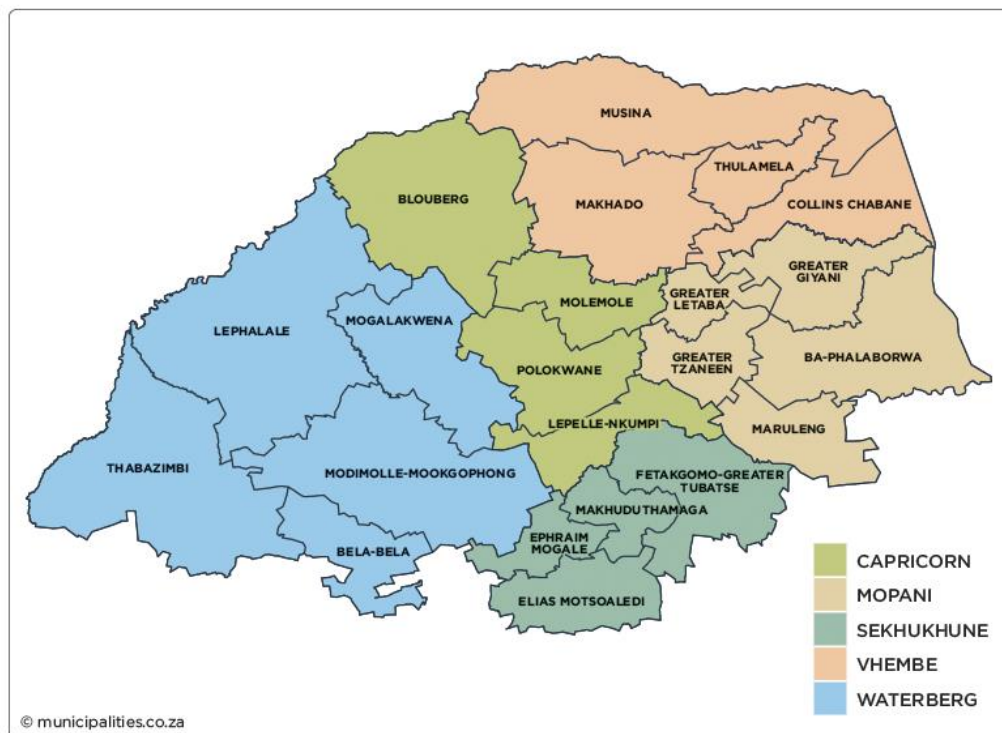 MUSINA
THULAMELA
BLOUBERG
MAKHADO
COLLINS CHABANE
GREATER
GIYANI
MOLEMOLE
GREATER
LETABA
LEPHALALE
MOGALAKWENA
POLOKWANE
GREATER
TZANEEN
BA-PHALABORWA
LEPELLE-NKUMPI
MARULENG
THABAZIMBI
MODIMOLLE-MOOKGOPHONG
FETAKGOMO-GREATER
TUBATSE
MAKHUDUTHAMAGA
EPHRAIM
MOGALE
BELA-BELA
ELIAS MOTSOALEDI
CAPRICORN
MOPANI
SEKHUKHUNE
VHEMBE
WATERBERG
© municipalities.co.za